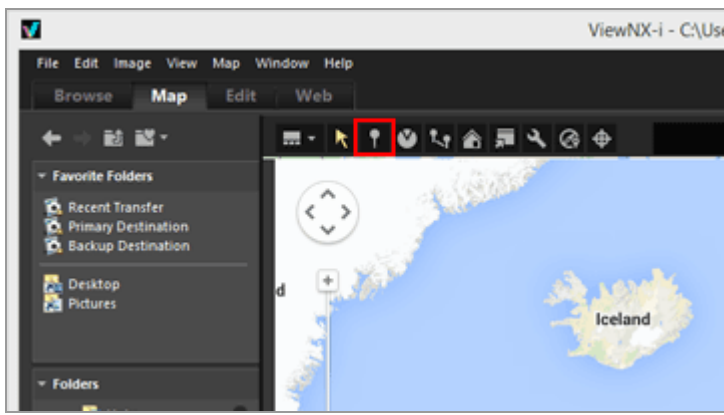 ViewNX-i - C:\Use
File Edit Image View Map Window Help
Browse Map Edit Web
Favorite Folders
Recent Transfer
Primary Destination
Backup Destination
Desktop
Pictures
d
Iceland
Folders